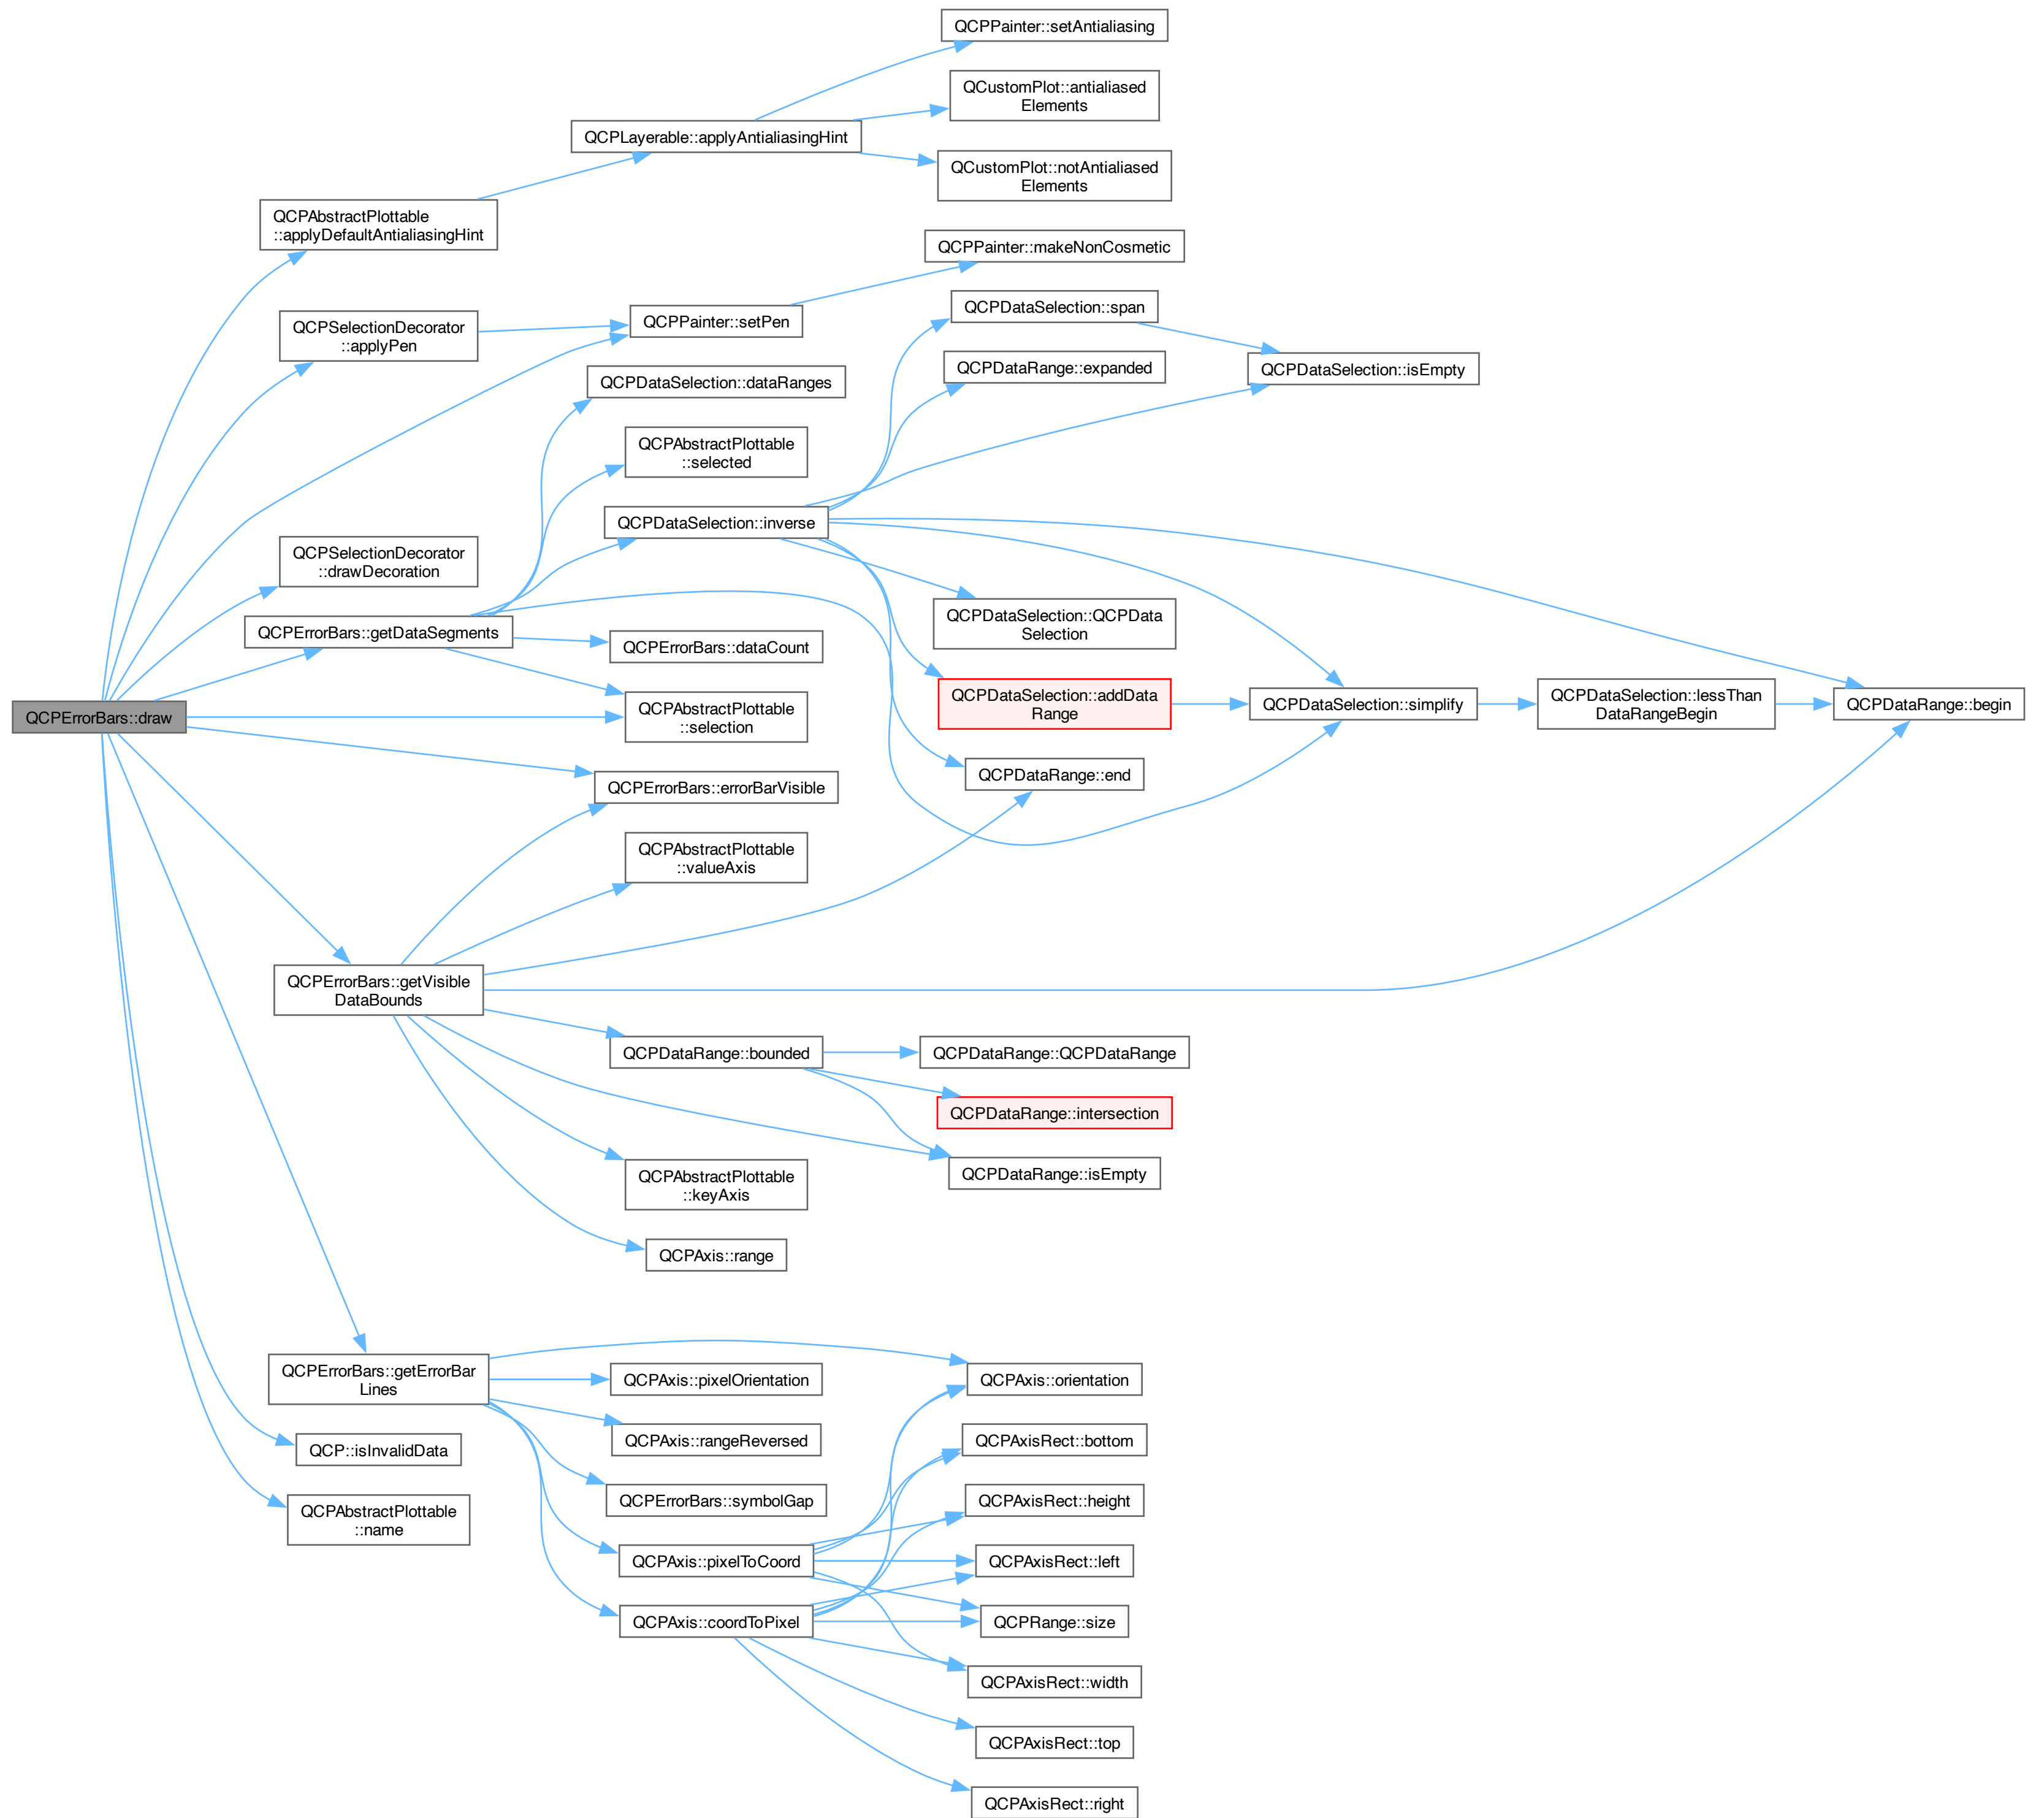 QCPErrorBars::draw
QCPAbstractPlottable
::applyDefaultAntialiasingHint
QCPLayerable::applyAntialiasingHint
QCPPainter::setAntialiasing
QCustomPlot::antialiased
Elements
QCustomPlot::notAntialiased
Elements
QCPSelectionDecorator
::applyPen
QCPPainter::setPen
QCPPainter::makeNonCosmetic
QCPSelectionDecorator
::drawDecoration
QCPErrorBars::getDataSegments
QCPDataSelection::dataRanges
QCPAbstractPlottable
::selected
QCPDataSelection::inverse
QCPDataSelection::span
QCPDataRange::expanded
QCPDataSelection::isEmpty
QCPDataSelection::QCPData
Selection
QCPDataSelection::addData
Range
QCPDataSelection::simplify
QCPDataSelection::lessThan
DataRangeBegin
QCPDataRange::begin
QCPDataRange::end
QCPErrorBars::dataCount
QCPAbstractPlottable
::selection
QCPErrorBars::errorBarVisible
QCPAbstractPlottable
::valueAxis
QCPErrorBars::getVisible
DataBounds
QCPDataRange::bounded
QCPDataRange::QCPDataRange
QCPDataRange::intersection
QCPDataRange::isEmpty
QCPAbstractPlottable
::keyAxis
QCPAxis::range
QCPErrorBars::getErrorBar
Lines
QCPAxis::pixelOrientation
QCPAxis::orientation
QCPAxis::rangeReversed
QCPAxisRect::bottom
QCP::isInvalidData
QCPErrorBars::symbolGap
QCPAxisRect::height
QCPAbstractPlottable
::name
QCPAxis::pixelToCoord
QCPAxisRect::left
QCPAxis::coordToPixel
QCPRange::size
QCPAxisRect::width
QCPAxisRect::top
QCPAxisRect::right